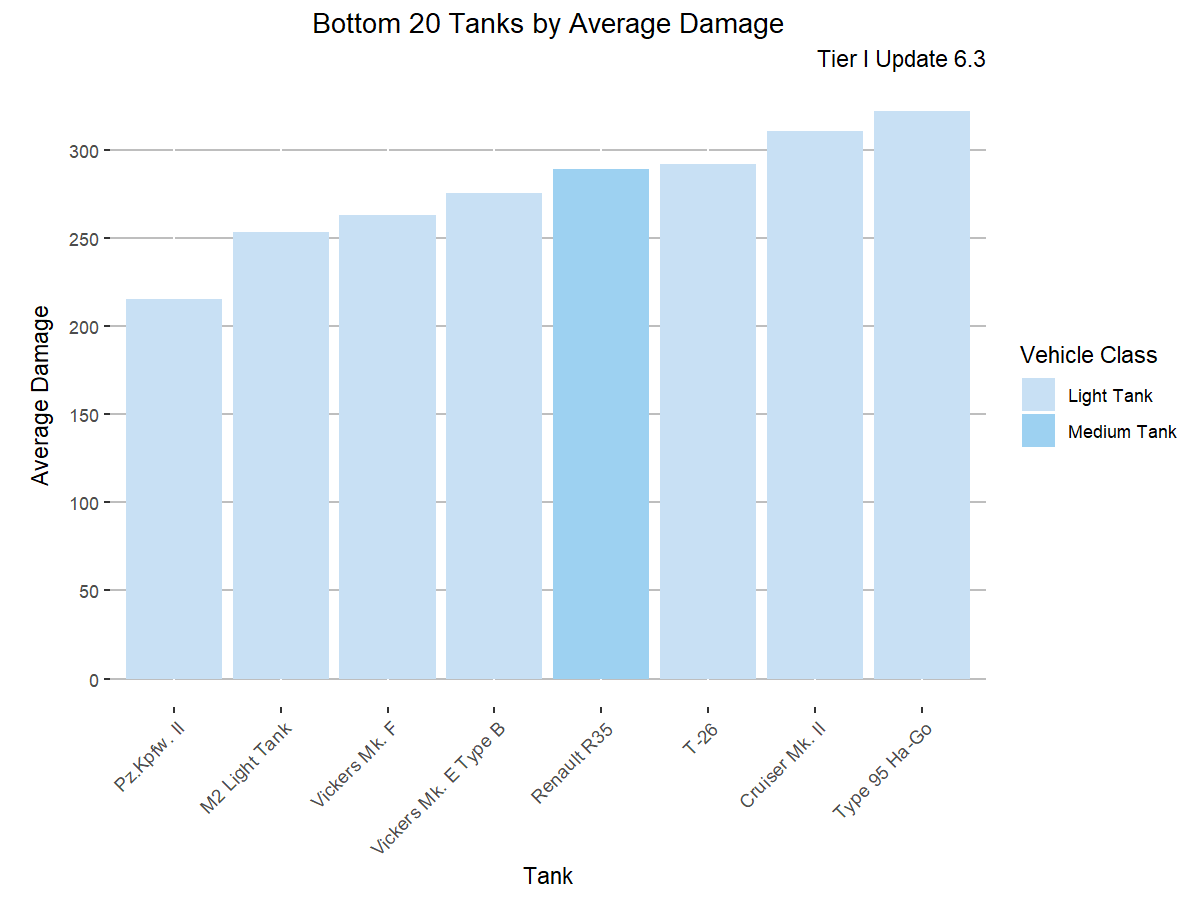 Bottom 20 Tanks by Average Damage
Tier I Update 6.3
300
250
200
150
100
50
0
Average Damage
Pz.Kpfw. II
M2 Light Tank
Vickers Mk. F
Vickers Mk. E Type B
Renault R35
T-26
Cruiser Mk. II
Type 95 Ha-Go
Tank
Vehicle Class
Light Tank
Medium Tank